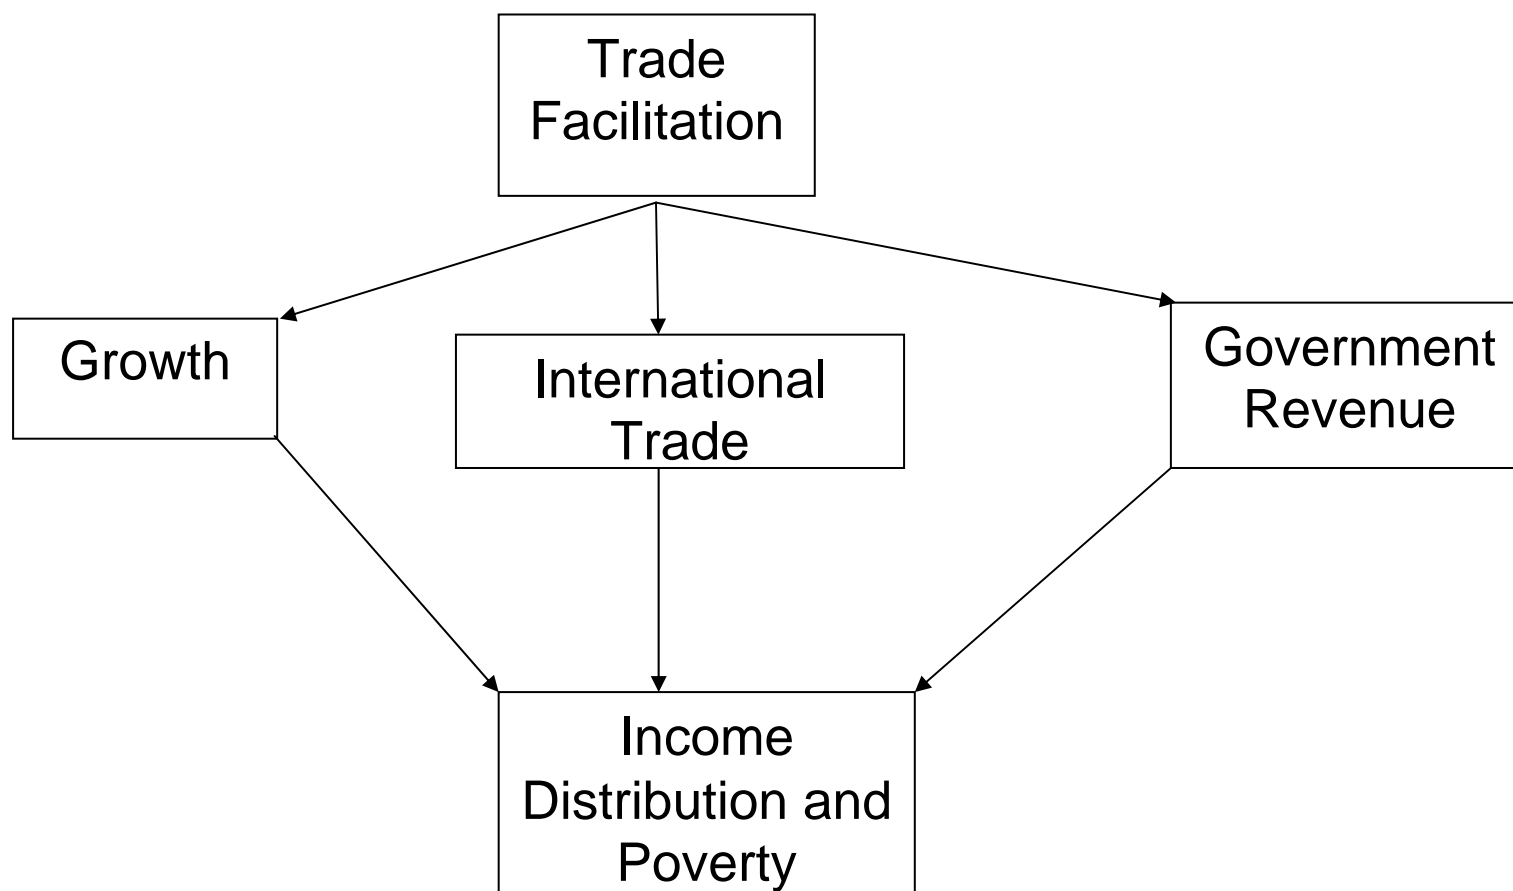 Trade
Facilitation
Growth
International
Trade
Government
Revenue
Income
Distribution and
Poverty